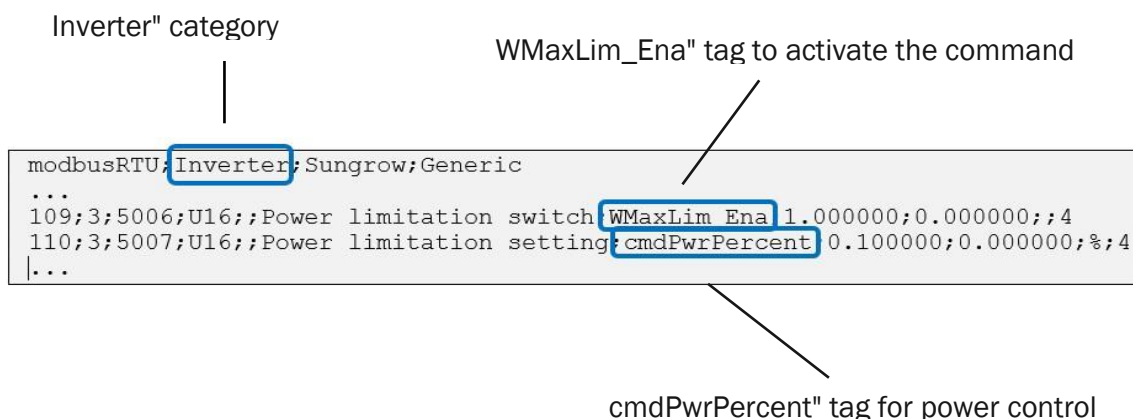 Inverter" category
WMaxLim_Ena" tag to activate the command
modbusRTU;Inverter;Sungrow;Generic
...
109;3;5006;U16;;Power limitation switch;WMaxLim_Ena;1.000000;0.000000;;4
110;3;5007;U16;;Power limitation setting;cmdPwrPercent;0.100000;0.000000;%;4
...
cmdPwrPercent" tag for power control